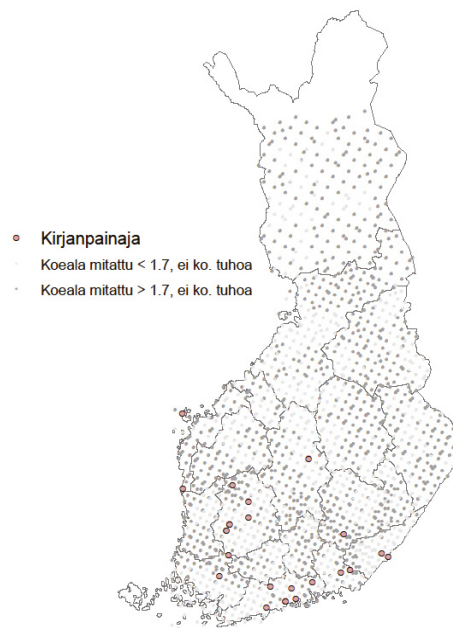 Kirjanpainaja
Koeala mitattu < 1.7, ei ko. tuhoa
Koeala mitattu > 1.7, ei ko. tuhoa